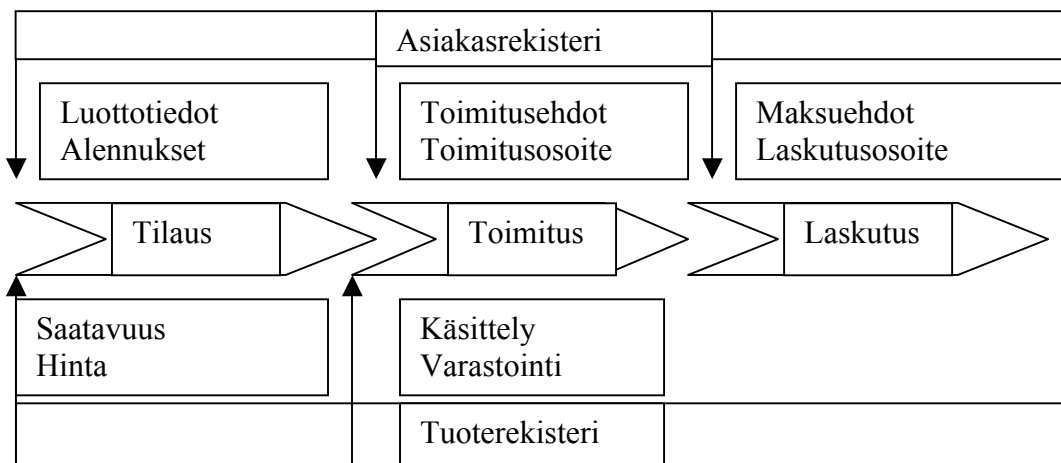 Asiakasrekisteri
Luottotiedot
Alennukset
Toimitusehdot
Toimitusosoite
Maksuehdot
Laskutusosoite
Tilaus
Toimitus
Laskutus
Saatavuus
Hinta
Käsittely
Varastointi
Tuoterekisteri